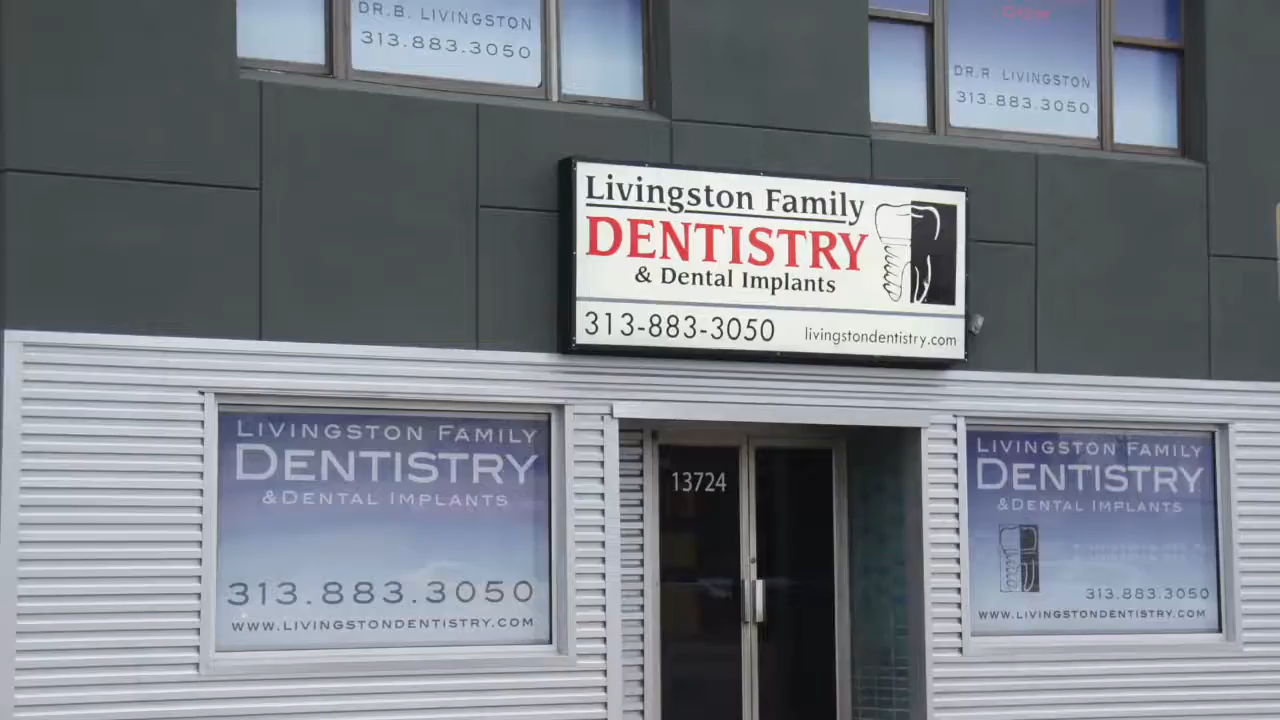 DR.B. LIVINGSTON
313.883.3050
DR.R LIVINGSTON
313.883.3050
Livingston Family
DENTISTRY
& Dental Implants
313-883-3050
livingstondentistry.com
LIVINGSTON FAMILY
DENTISTRY
& DENTAL IMPLANTS
313.883.3050
WWW.LIVINGSTONDENTISTRY.COM
13724
LIVINGSTON FAMILY
DENTISTRY
& DENTAL IMPLANTS
313.883.3050
WWW.LIVINGSTONDENTISTRY.COM